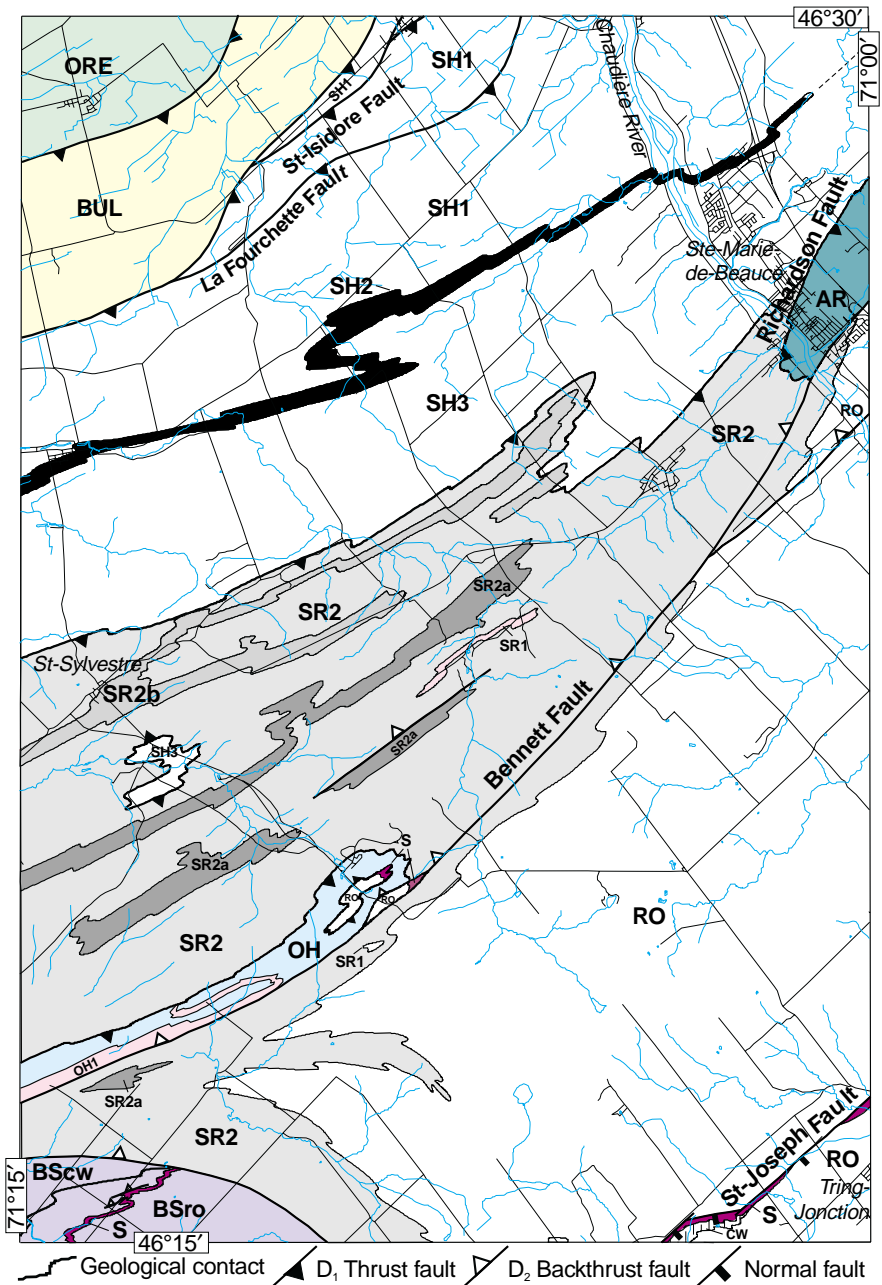 46°30′
71°00′
ORE
SH1
SH1
St-Isidore Fault
Chaudière River
BUL
La Fourchette Fault
SH1
Ste-Marie-
de-Beauce
Richardson Fault
AR
SH2
SH3
RO
SR2
SR2a
SR2
SR1
St-Sylvestre
SR2b
SH3
SR2a
Bennett Fault
SR2a
S
RO
RO
RO
SR2
OH
SR1
OH1
SR2a
SR2
St-Joseph Fault
BScw
RO
Tring-
Jonction
71°15′
BSro
S
S
cw
46°15′
Geological contact
D₁ Thrust fault
D₂ Backthrust fault
Normal fault